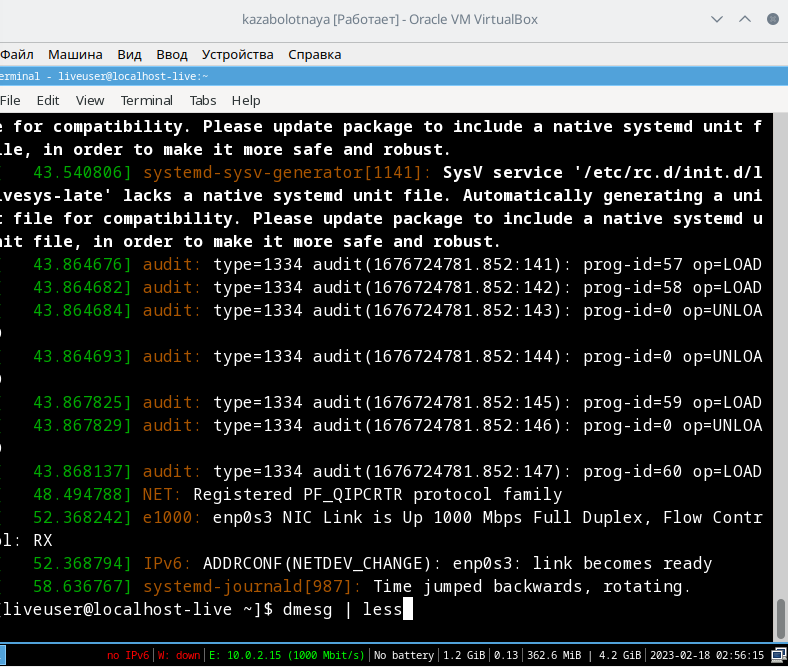 kazabolotnaya [Работает] - Oracle VM VirtualBox
Файл Машина Вид Ввод Устройства Справка
erminal - liveuser@localhost-live:~
File Edit View Terminal Tabs Help
e for compatibility. Please update package to include a native systemd unit f
ile, in order to make it more safe and robust.
43.540806] systemd-sysv-generator[1141]: SysV service '/etc/rc.d/init.d/l
ivesys-late' lacks a native systemd unit file. Automatically generating a uni
t file for compatibility. Please update package to include a native systemd u
nit file, in order to make it more safe and robust.
43.864676] audit: type=1334 audit(1676724781.852:141): prog-id=57 op=LOAD
43.864682] audit: type=1334 audit(1676724781.852:142): prog-id=58 op=LOAD
43.864684] audit: type=1334 audit(1676724781.852:143): prog-id=0 op=UNLOA
D
43.864693] audit: type=1334 audit(1676724781.852:144): prog-id=0 op=UNLOA
D
43.867825] audit: type=1334 audit(1676724781.852:145): prog-id=59 op=LOAD
43.867829] audit: type=1334 audit(1676724781.852:146): prog-id=0 op=UNLOA
D
43.868137] audit: type=1334 audit(1676724781.852:147): prog-id=60 op=LOAD
48.494788] NET: Registered PF_QIPCRTR protocol family
52.368242] e1000: enp0s3 NIC Link is Up 1000 Mbps Full Duplex, Flow Contr
ol: RX
52.368794] IPv6: ADDRCONF(NETDEV_CHANGE): enp0s3: link becomes ready
58.636767] systemd-journald[987]: Time jumped backwards, rotating.
[liveuser@localhost-live ~]$ dmesg | less
no IPv6|W: down|E: 10.0.2.15 (1000 Mbit/s)|No battery|1.2 GiB|0.13|362.6 MiB | 4.2 GiB|2023-02-18 02:56:15